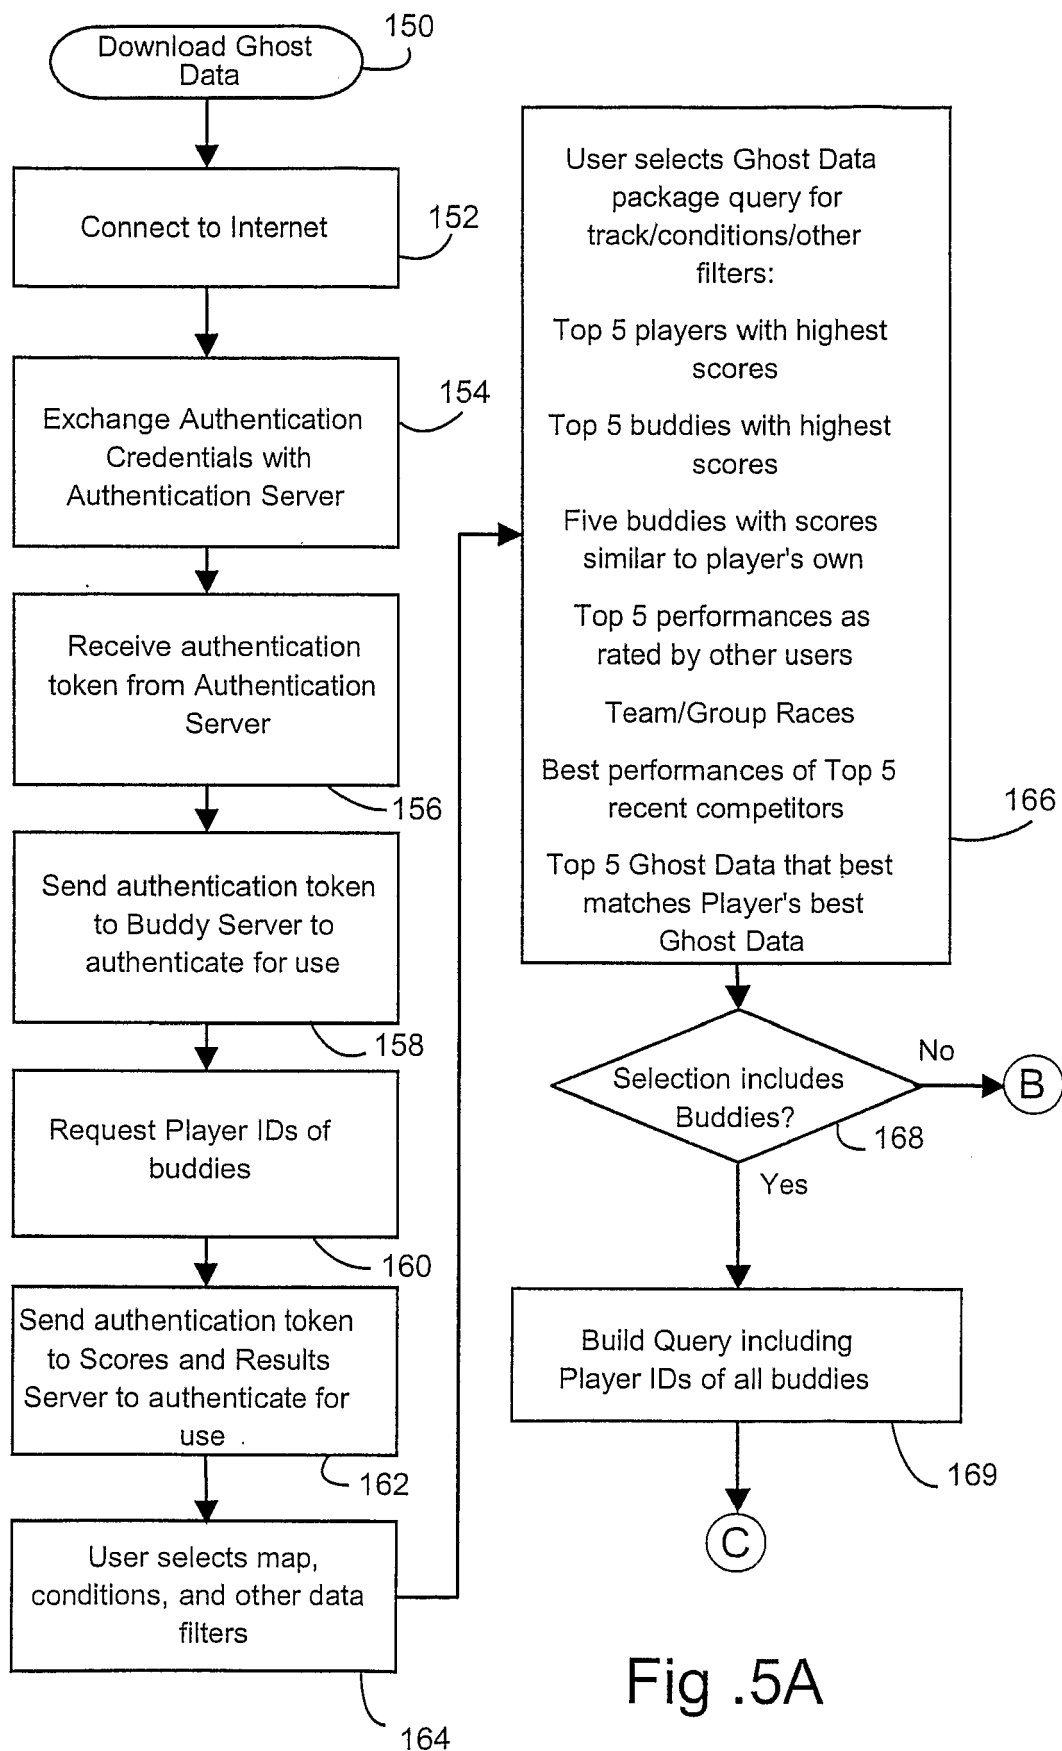 Download Ghost
Data
150
Connect to Internet
152
Exchange Authentication
Credentials with
Authentication Server
154
Receive authentication
token from Authentication
Server
156
Send authentication token
to Buddy Server to
authenticate for use
158
Request Player IDs of
buddies
160
Send authentication token
to Scores and Results
Server to authenticate for
use
162
User selects map,
conditions, and other data
filters
164
User selects Ghost Data
package query for
track/conditions/other
filters:
Top 5 players with highest
scores
Top 5 buddies with highest
scores
Five buddies with scores
similar to player's own
Top 5 performances as
rated by other users
Team/Group Races
Best performances of Top 5
recent competitors
Top 5 Ghost Data that best
matches Player's best
Ghost Data
166
Selection includes
Buddies?
168
No
B
Yes
Build Query including
Player IDs of all buddies
169
C
Fig .5A